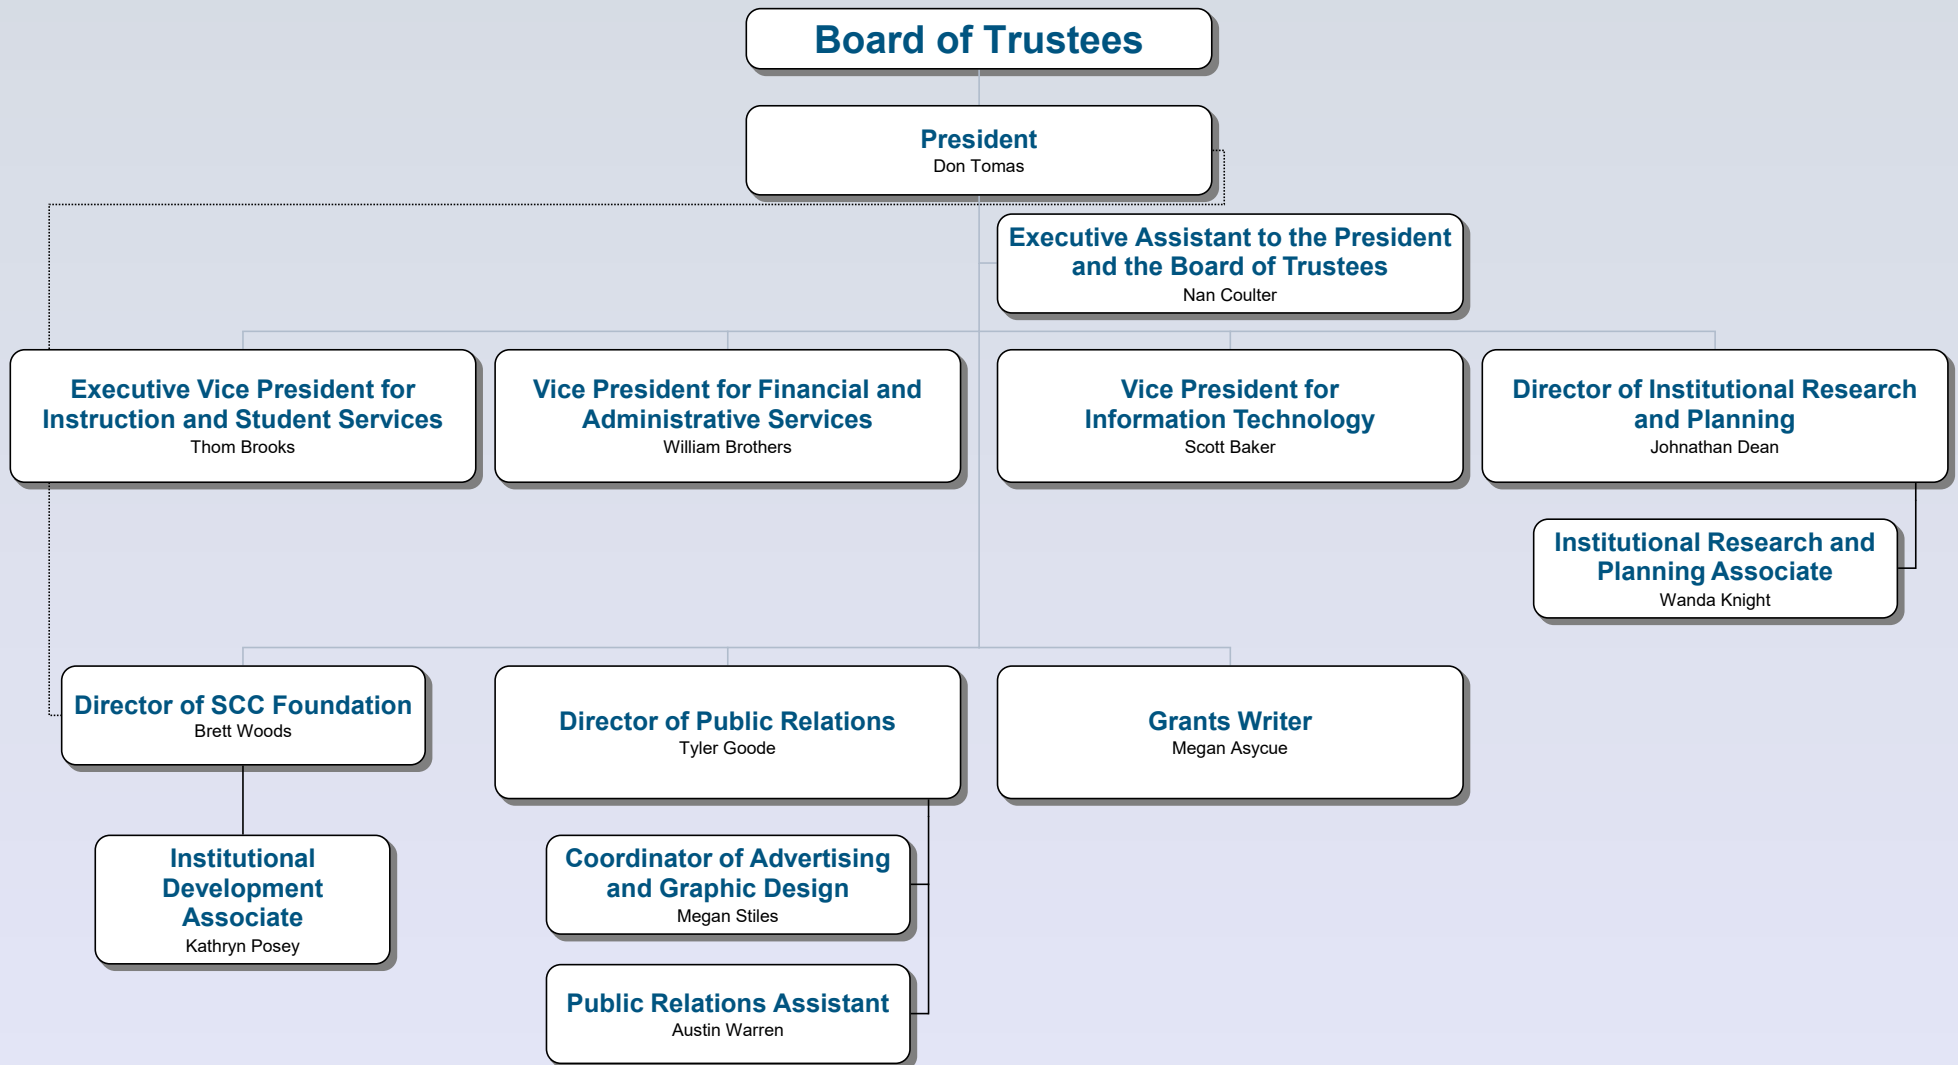 Board of Trustees
President
Don Tomas
Executive Assistant to the President
and the Board of Trustees
Nan Coulter
Executive Vice President for
Instruction and Student Services
Thom Brooks
Vice President for Financial and
Administrative Services
William Brothers
Vice President for
Information Technology
Scott Baker
Director of Institutional Research
and Planning
Johnathan Dean
Institutional Research and
Planning Associate
Wanda Knight
Director of SCC Foundation
Brett Woods
Director of Public Relations
Tyler Goode
Grants Writer
Megan Asycue
Institutional
Development
Associate
Kathryn Posey
Coordinator of Advertising
and Graphic Design
Megan Stiles
Public Relations Assistant
Austin Warren